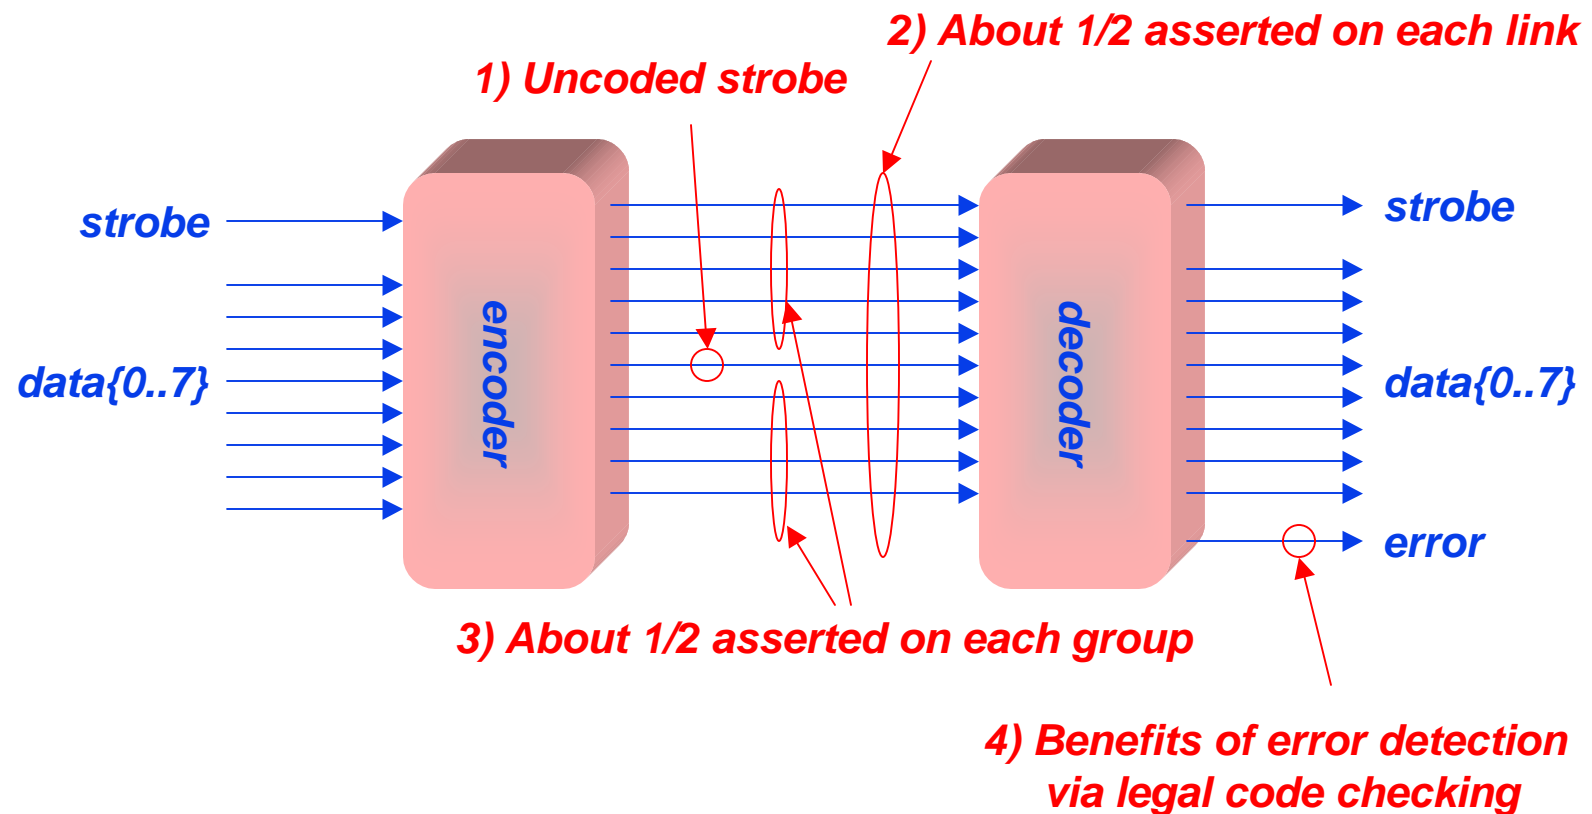 2) About 1/2 asserted on each link
1) Uncoded strobe
strobe
strobe
encoder
decoder
data{0..7}
data{0..7}
error
3) About 1/2 asserted on each group
4) Benefits of error detection
via legal code checking